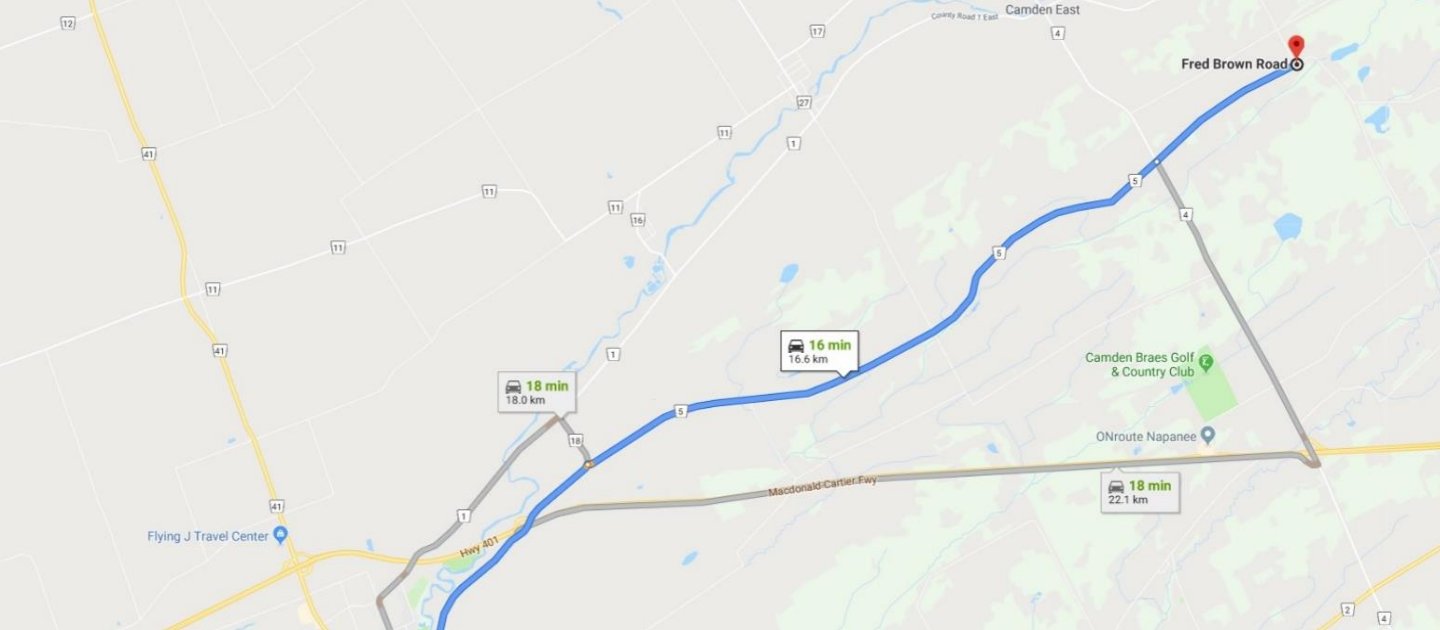 Camden East
12
17
County Road 1 East
4
Fred Brown Road
27
11
1
41
5
11
11
16
4
11
5
11
41
1
16 min
16.6 km
Camden Braes Golf
& Country Club
18 min
18.0 km
5
18
ONroute Napanee
Macdonald-Cartier Fwy
18 min
22.1 km
41
1
Flying J Travel Center
Hwy 401
2
4